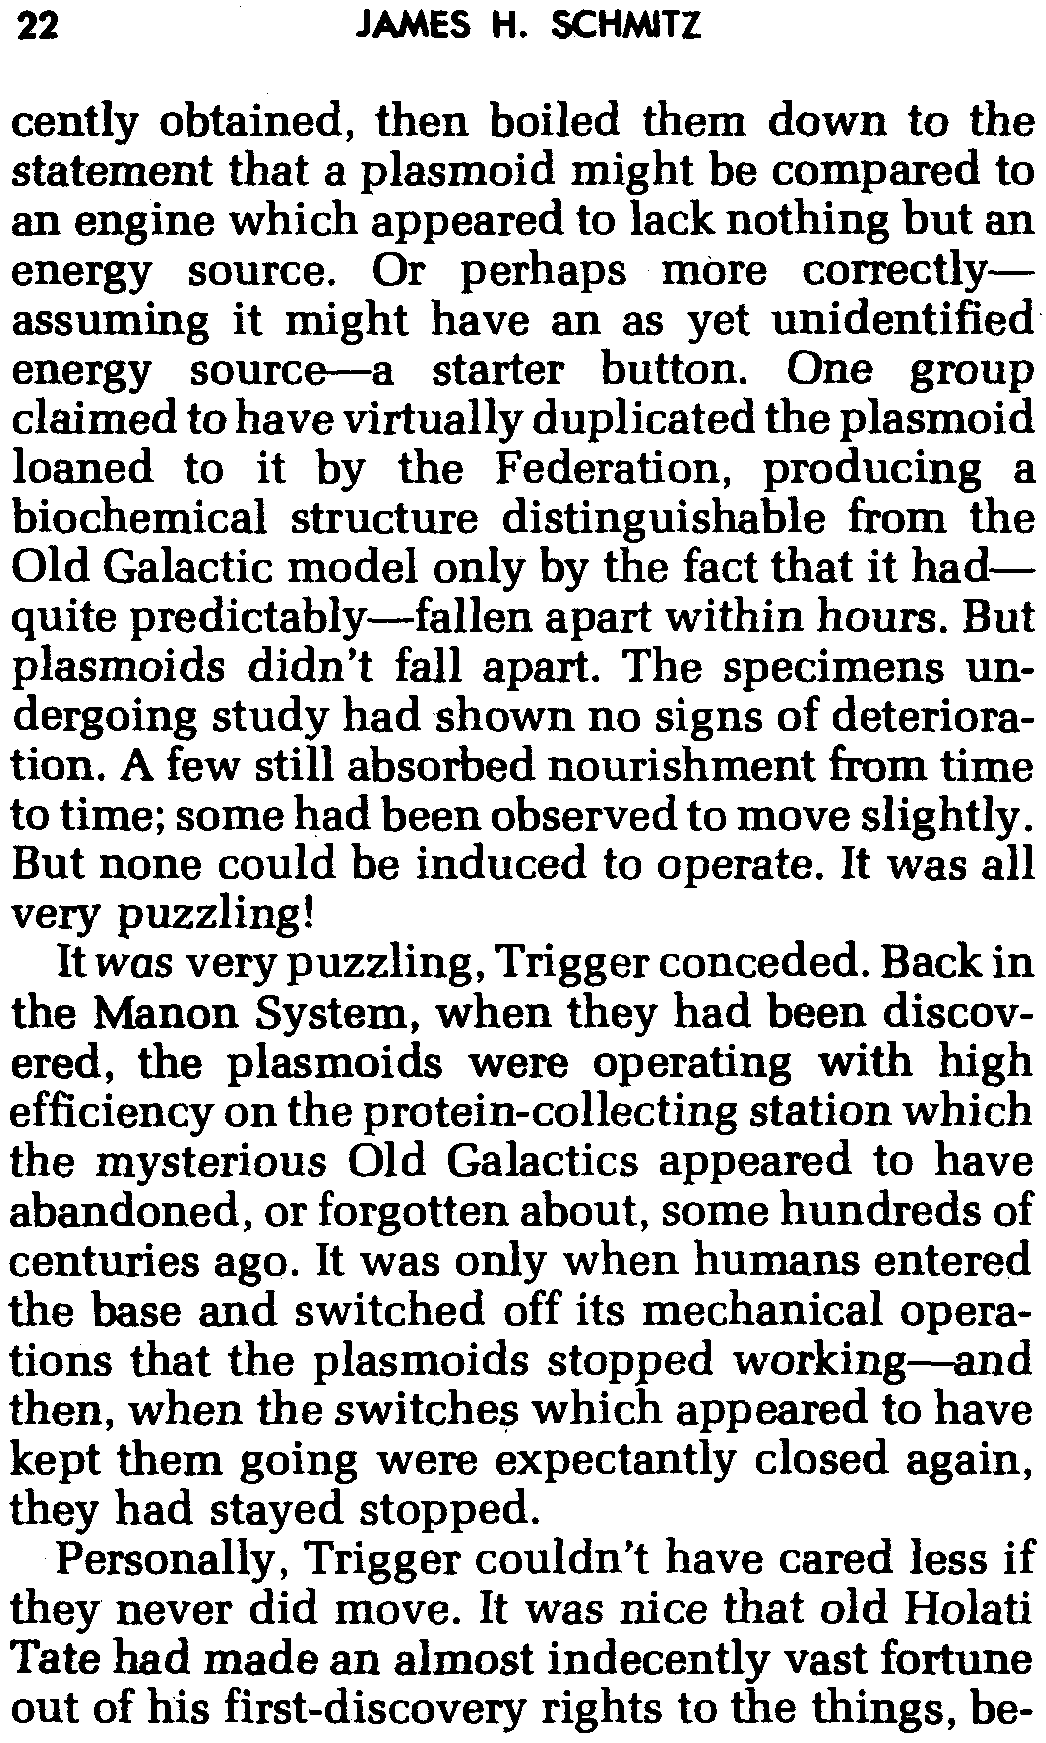 22 JAMES H. SCHMITZ
cently obtained, then boiled them down to the
statement that a plasmoid might be compared to
an engine which appeared to lack nothing but an
energy source. Or perhaps more correctly—
assuming it might have an as yet unidentified
energy source—a starter button. One group
claimed to have virtually duplicated the plasmoid
loaned to it by the Federation, producing a
biochemical structure distinguishable from the
Old Galactic model only by the fact that it had—
quite predictably—fallen apart within hours. But
plasmoids didn't fall apart. The specimens un-
dergoing study had shown no signs of deteriora-
tion. A few still absorbed nourishment from time
to time; some had been observed to move slightly.
But none could be induced to operate. It was all
very puzzling!
It was very puzzling, Trigger conceded. Back in
the Manon System, when they had been discov-
ered, the plasmoids were operating with high
efficiency on the protein-collecting station which
the mysterious Old Galactics appeared to have
abandoned, or forgotten about, some hundreds of
centuries ago. It was only when humans entered
the base and switched off its mechanical opera-
tions that the plasmoids stopped working—and
then, when the switches which appeared to have
kept them going were expectantly closed again,
they had stayed stopped.
Personally, Trigger couldn't have cared less if
they never did move. It was nice that old Holati
Tate had made an almost indecently vast fortune
out of his first-discovery rights to the things, be-